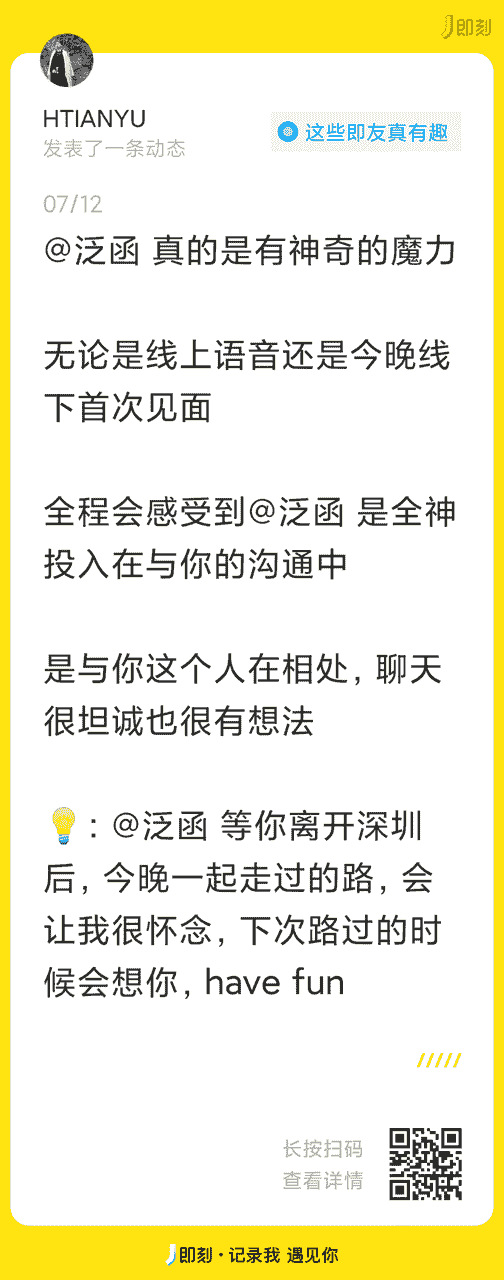 即刻
HTIANYU
发表了一条动态
这些即友真有趣
07/12
@泛函 真的是有神奇的魔力
无论是线上语音还是今晚线
下首次见面
全程会感受到@泛函 是全神
投入在与你的沟通中
是与你这个人在相处, 聊天
很坦诚也很有想法
💡: @泛函 等你离开深圳
后, 今晚一起走过的路, 会
让我很怀念, 下次路过的时
候会想你, have fun
长按扫码
查看详情
即刻·记录我 遇见你